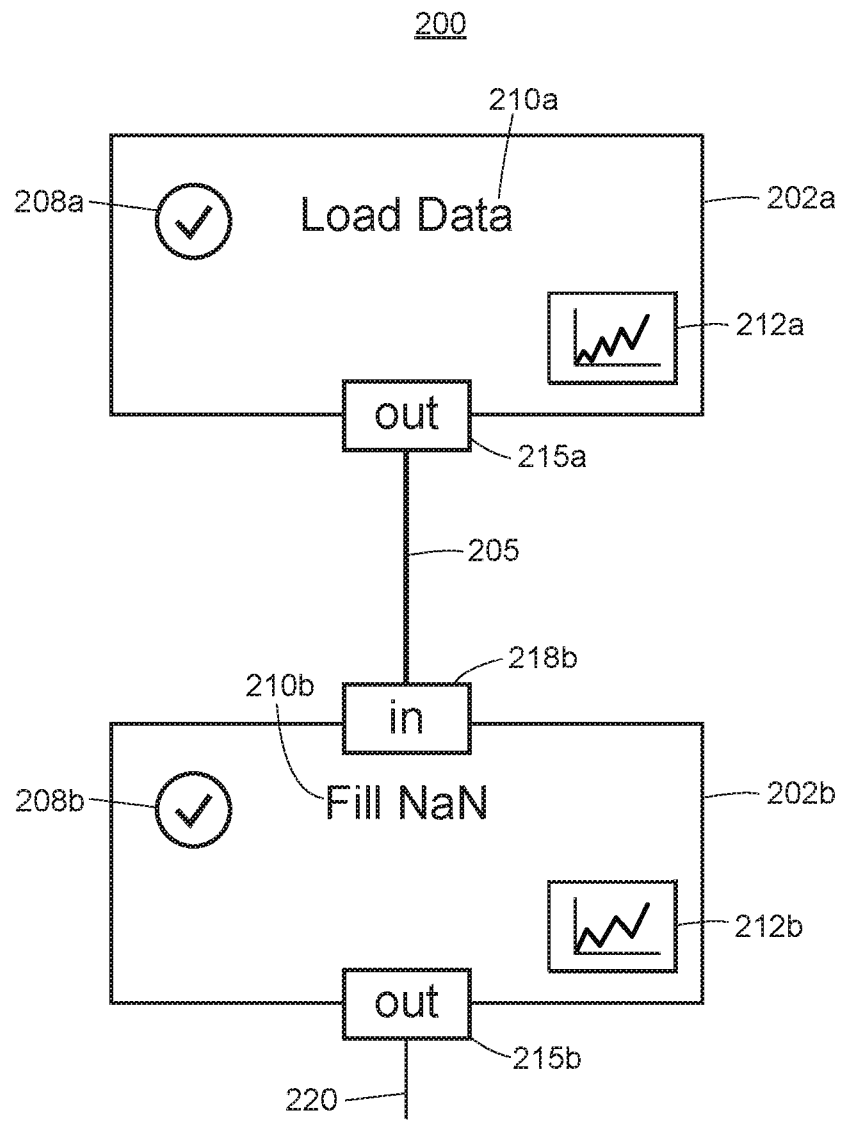 200
210a
208a
Load Data
202a
212a
out
215a
205
218b
210b
in
208b
Fill NaN
202b
212b
out
215b
220